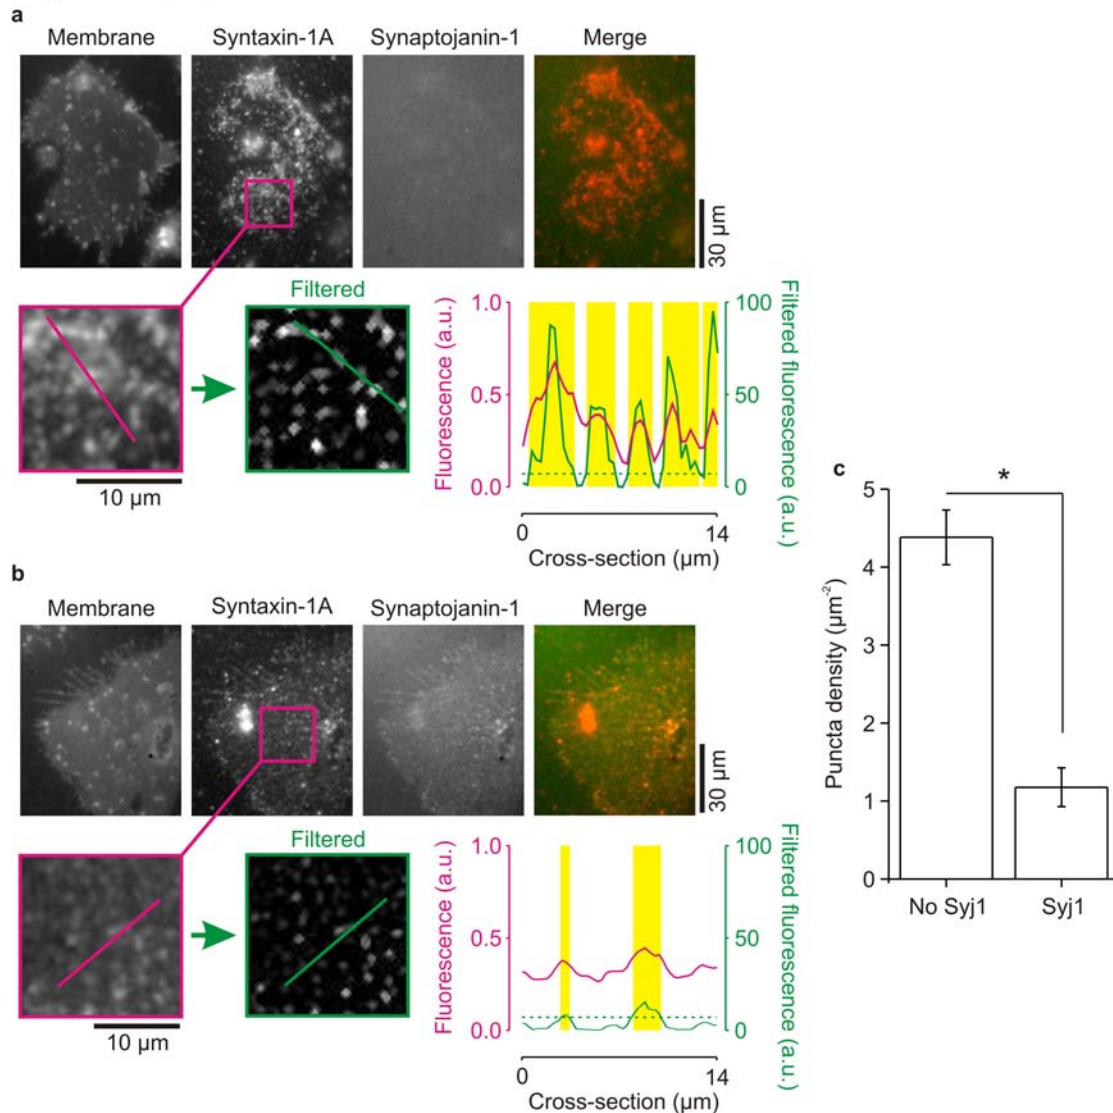 a
Membrane Syntaxin-1A Synaptojanin-1 Merge
30 µm
Filtered
10 µm
Fluorescence (a.u.)
1.0
0.5
0.0
100
50
0
Filtered fluorescence (a.u.)
0 14
Cross-section (µm)
b
Membrane Syntaxin-1A Synaptojanin-1 Merge
30 µm
Filtered
10 µm
Fluorescence (a.u.)
1.0
0.5
0.0
100
50
0
Filtered fluorescence (a.u.)
0 14
Cross-section (µm)
c
Puncta density (µm⁻²)
5
4
3
2
1
0
*
No Syj1 Syj1